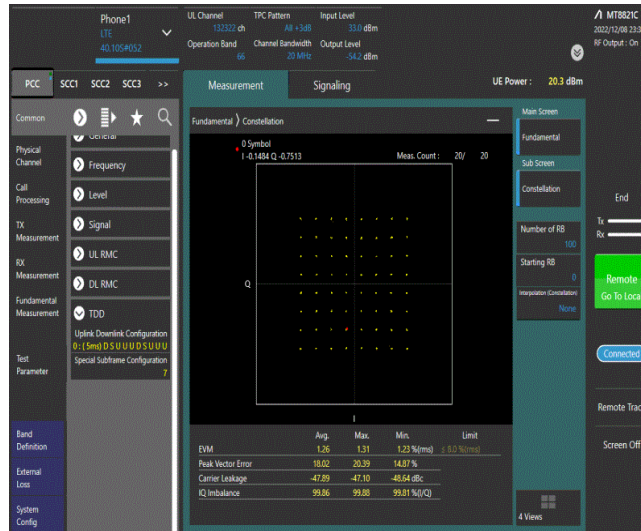 Phone1
LTE
40.105#052
UL Channel TPC Pattern Input Level
132322 ch Alt +3dB 33.0 dBm
Operation Band Channel Bandwidth Output Level
66 20 MHz -54.2 dBm
MT8821C
2022/12/08 23:3
RF Output : On
PCC SCC1 SCC2 SCC3 >>
Measurement Signaling UE Power : 20.3 dBm
Common
General
Physical Channel
Frequency
Call Processing
Level
TX Measurement
Signal
RX Measurement
UL RMC
DL RMC
Fundamental Measurement
TDD
Uplink Downlink Configuration
0 : ( 5ms) D S U U U D S U U U
Special Subframe Configuration
7
Test Parameter
Band Definition
External Loss
System Config
Fundamental Constellation
0 Symbol
I -0.1484 Q -0.7513 Meas. Count : 20/ 20
Q
I
Avg. Max. Min. Limit
EVM 1.26 1.31 1.23 %(rms) ≤ 8.0 %(rms)
Peak Vector Error 18.02 20.39 14.87 %
Carrier Leakage -47.89 -47.10 -48.64 dBc
IQ Imbalance 99.86 99.88 99.81 %(I/Q)
Main Screen
Fundamental
Sub Screen
Constellation
Number of RB
100
Starting RB
0
Interpolation (Constellation)
None
4 Views
End
Tx
Rx
Remote
Go To Loca
Connected
Remote Trac
Screen Off